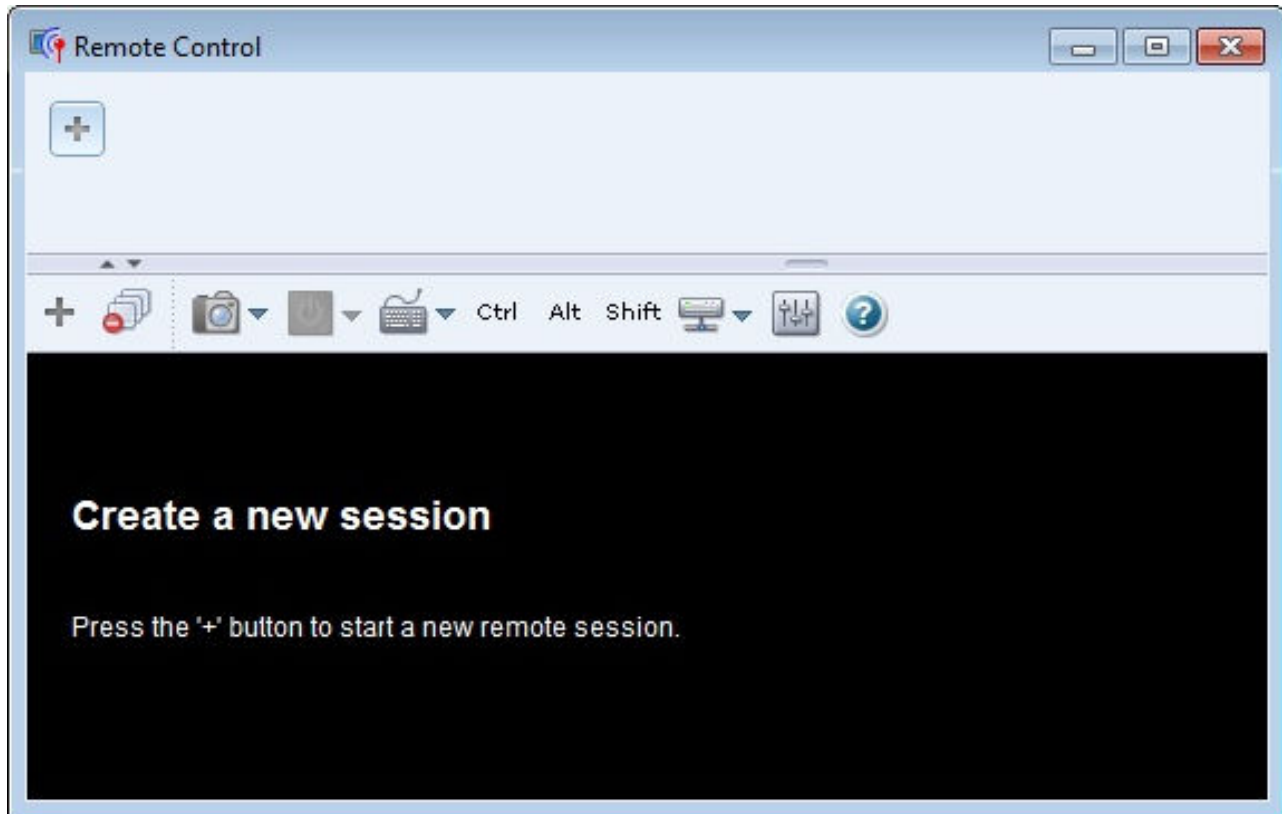 Remote Control
Ctrl Alt Shift
Create a new session
Press the '+' button to start a new remote session.